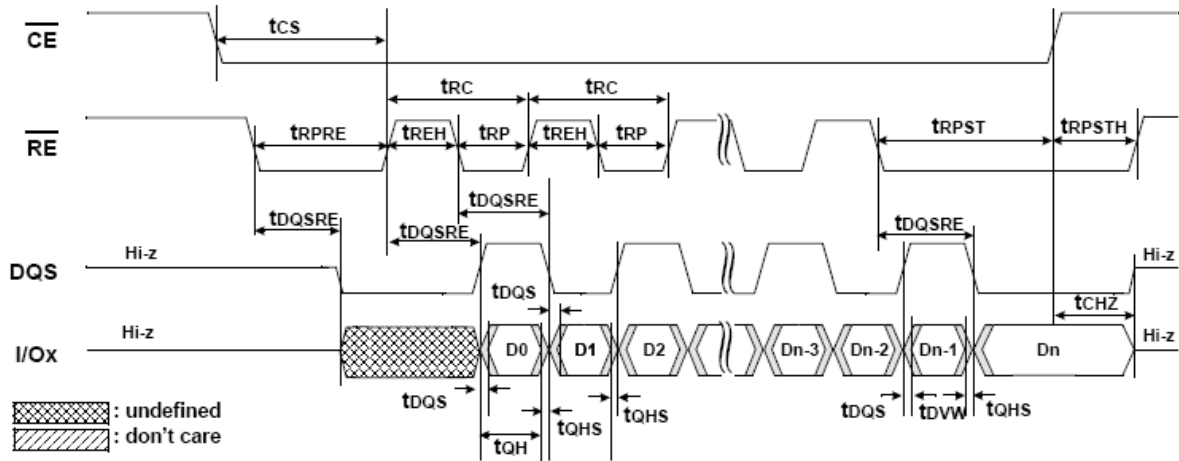 CE
tCS
tRC
tRC
RE
tRPRE
tREH
tRP
tREH
tRP
tRPST
tRPSTH
tDQSRE
tDQSRE
tDQSRE
tDQSRE
DQS
Hi-z
Hi-z
tDQS
tCHZ
I/Ox
Hi-z
D0
D1
D2
Dn-3
Dn-2
Dn-1
Dn
Hi-z
tDQS
tQHS
tQHS
tQH
tDQS
tDVW
tQHS
: undefined
: don't care